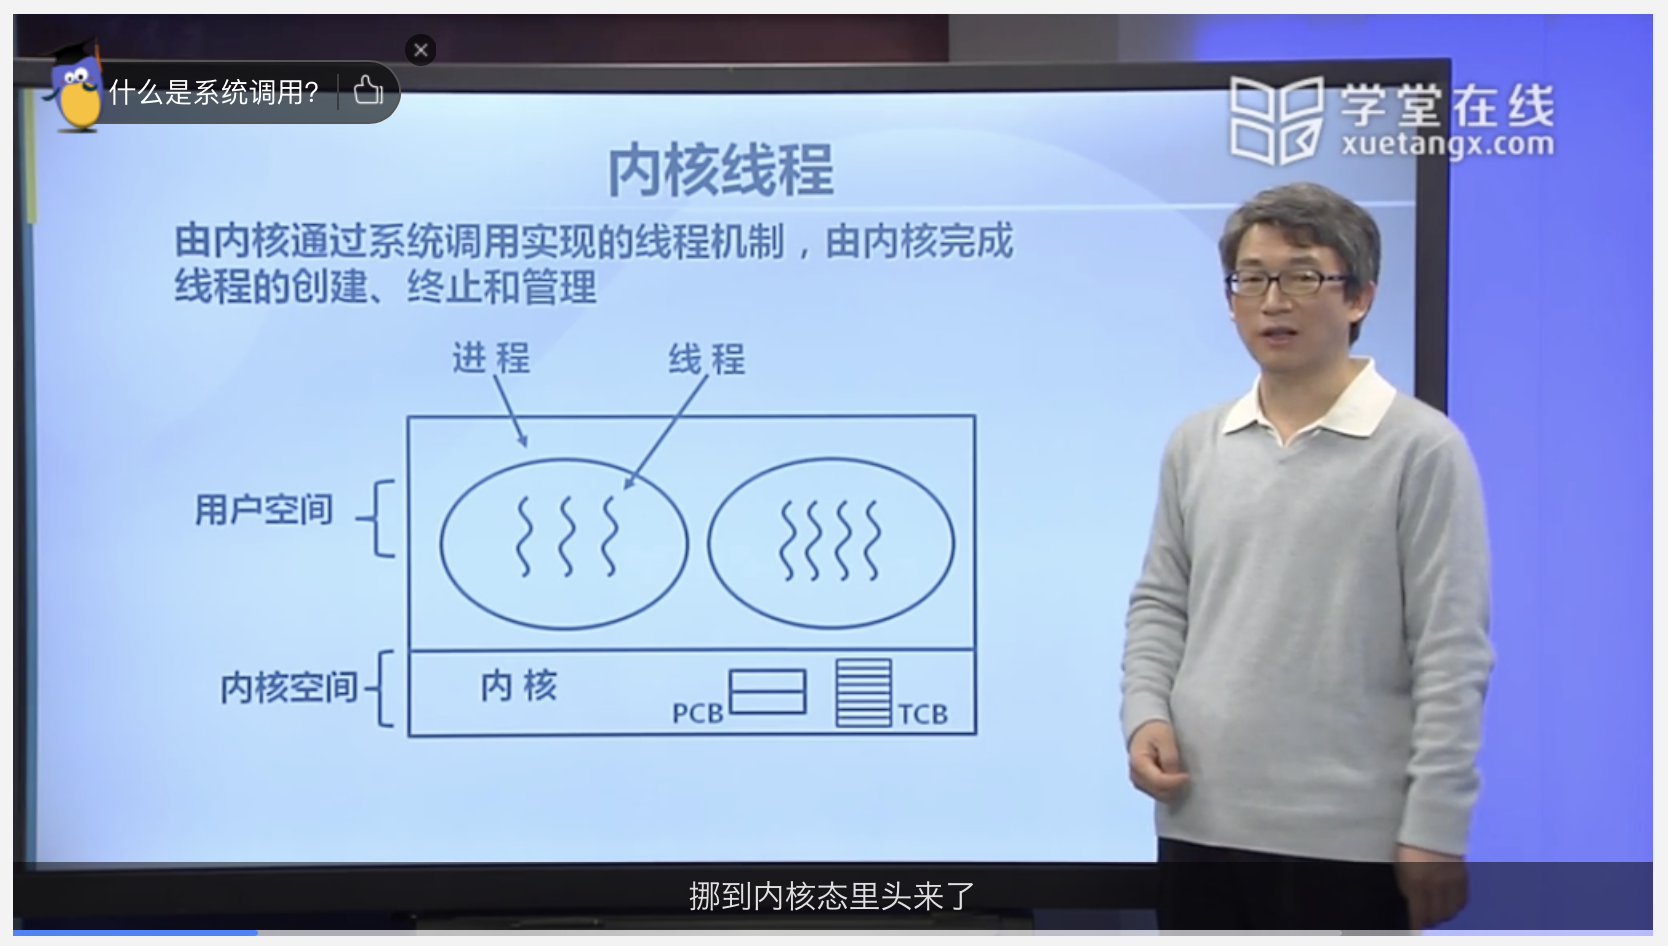 什么是系统调用?
学堂在线
xuetangx.com
内核线程
由内核通过系统调用实现的线程机制，由内核完成
线程的创建、终止和管理
进 程
线 程
用户空间
内核空间
内 核
PCB
TCB
挪到内核态里头来了